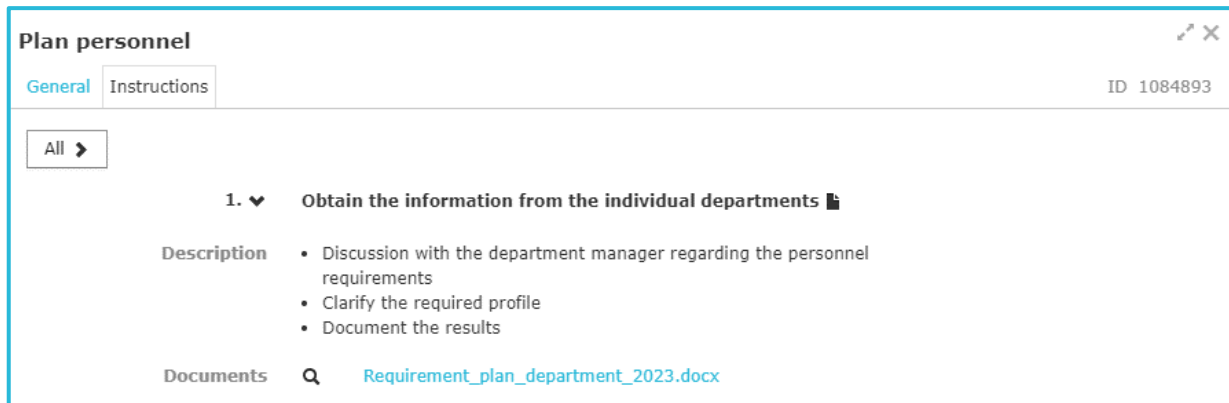 Plan personnel
General Instructions ID 1084893
All
1. Obtain the information from the individual departments
Description • Discussion with the department manager regarding the personnel
requirements
• Clarify the required profile
• Document the results
Documents Requirement_plan_department_2023.docx